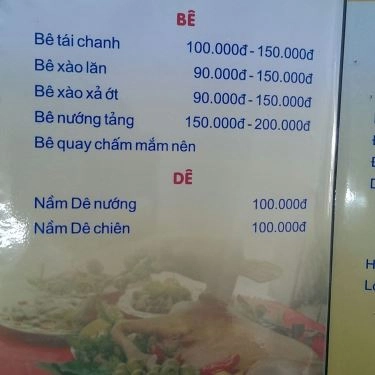 BÊ
Bê tái chanh 100.000đ - 150.000đ
Bê xào lăn 90.000đ - 150.000đ
Bê xào xả ớt 90.000đ - 150.000đ
Bê nướng tảng 150.000đ - 200.000đ
Bê quay chấm mắm nên
DÊ
Nầm Dê nướng 100.000đ
Nầm Dê chiên 100.000đ